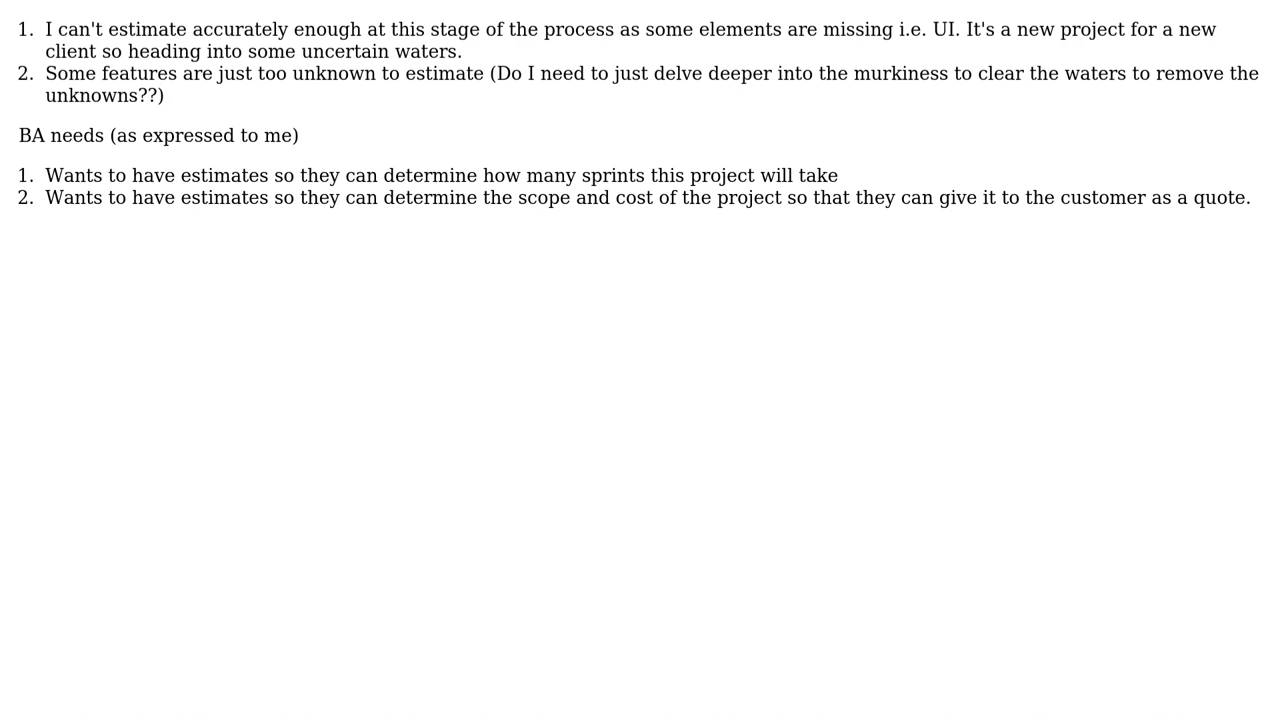 1. I can't estimate accurately enough at this stage of the process as some elements are missing i.e. UI. It's a new project for a new
client so heading into some uncertain waters.
2. Some features are just too unknown to estimate (Do I need to just delve deeper into the murkiness to clear the waters to remove the
unknowns??)
BA needs (as expressed to me)
1. Wants to have estimates so they can determine how many sprints this project will take
2. Wants to have estimates so they can determine the scope and cost of the project so that they can give it to the customer as a quote.